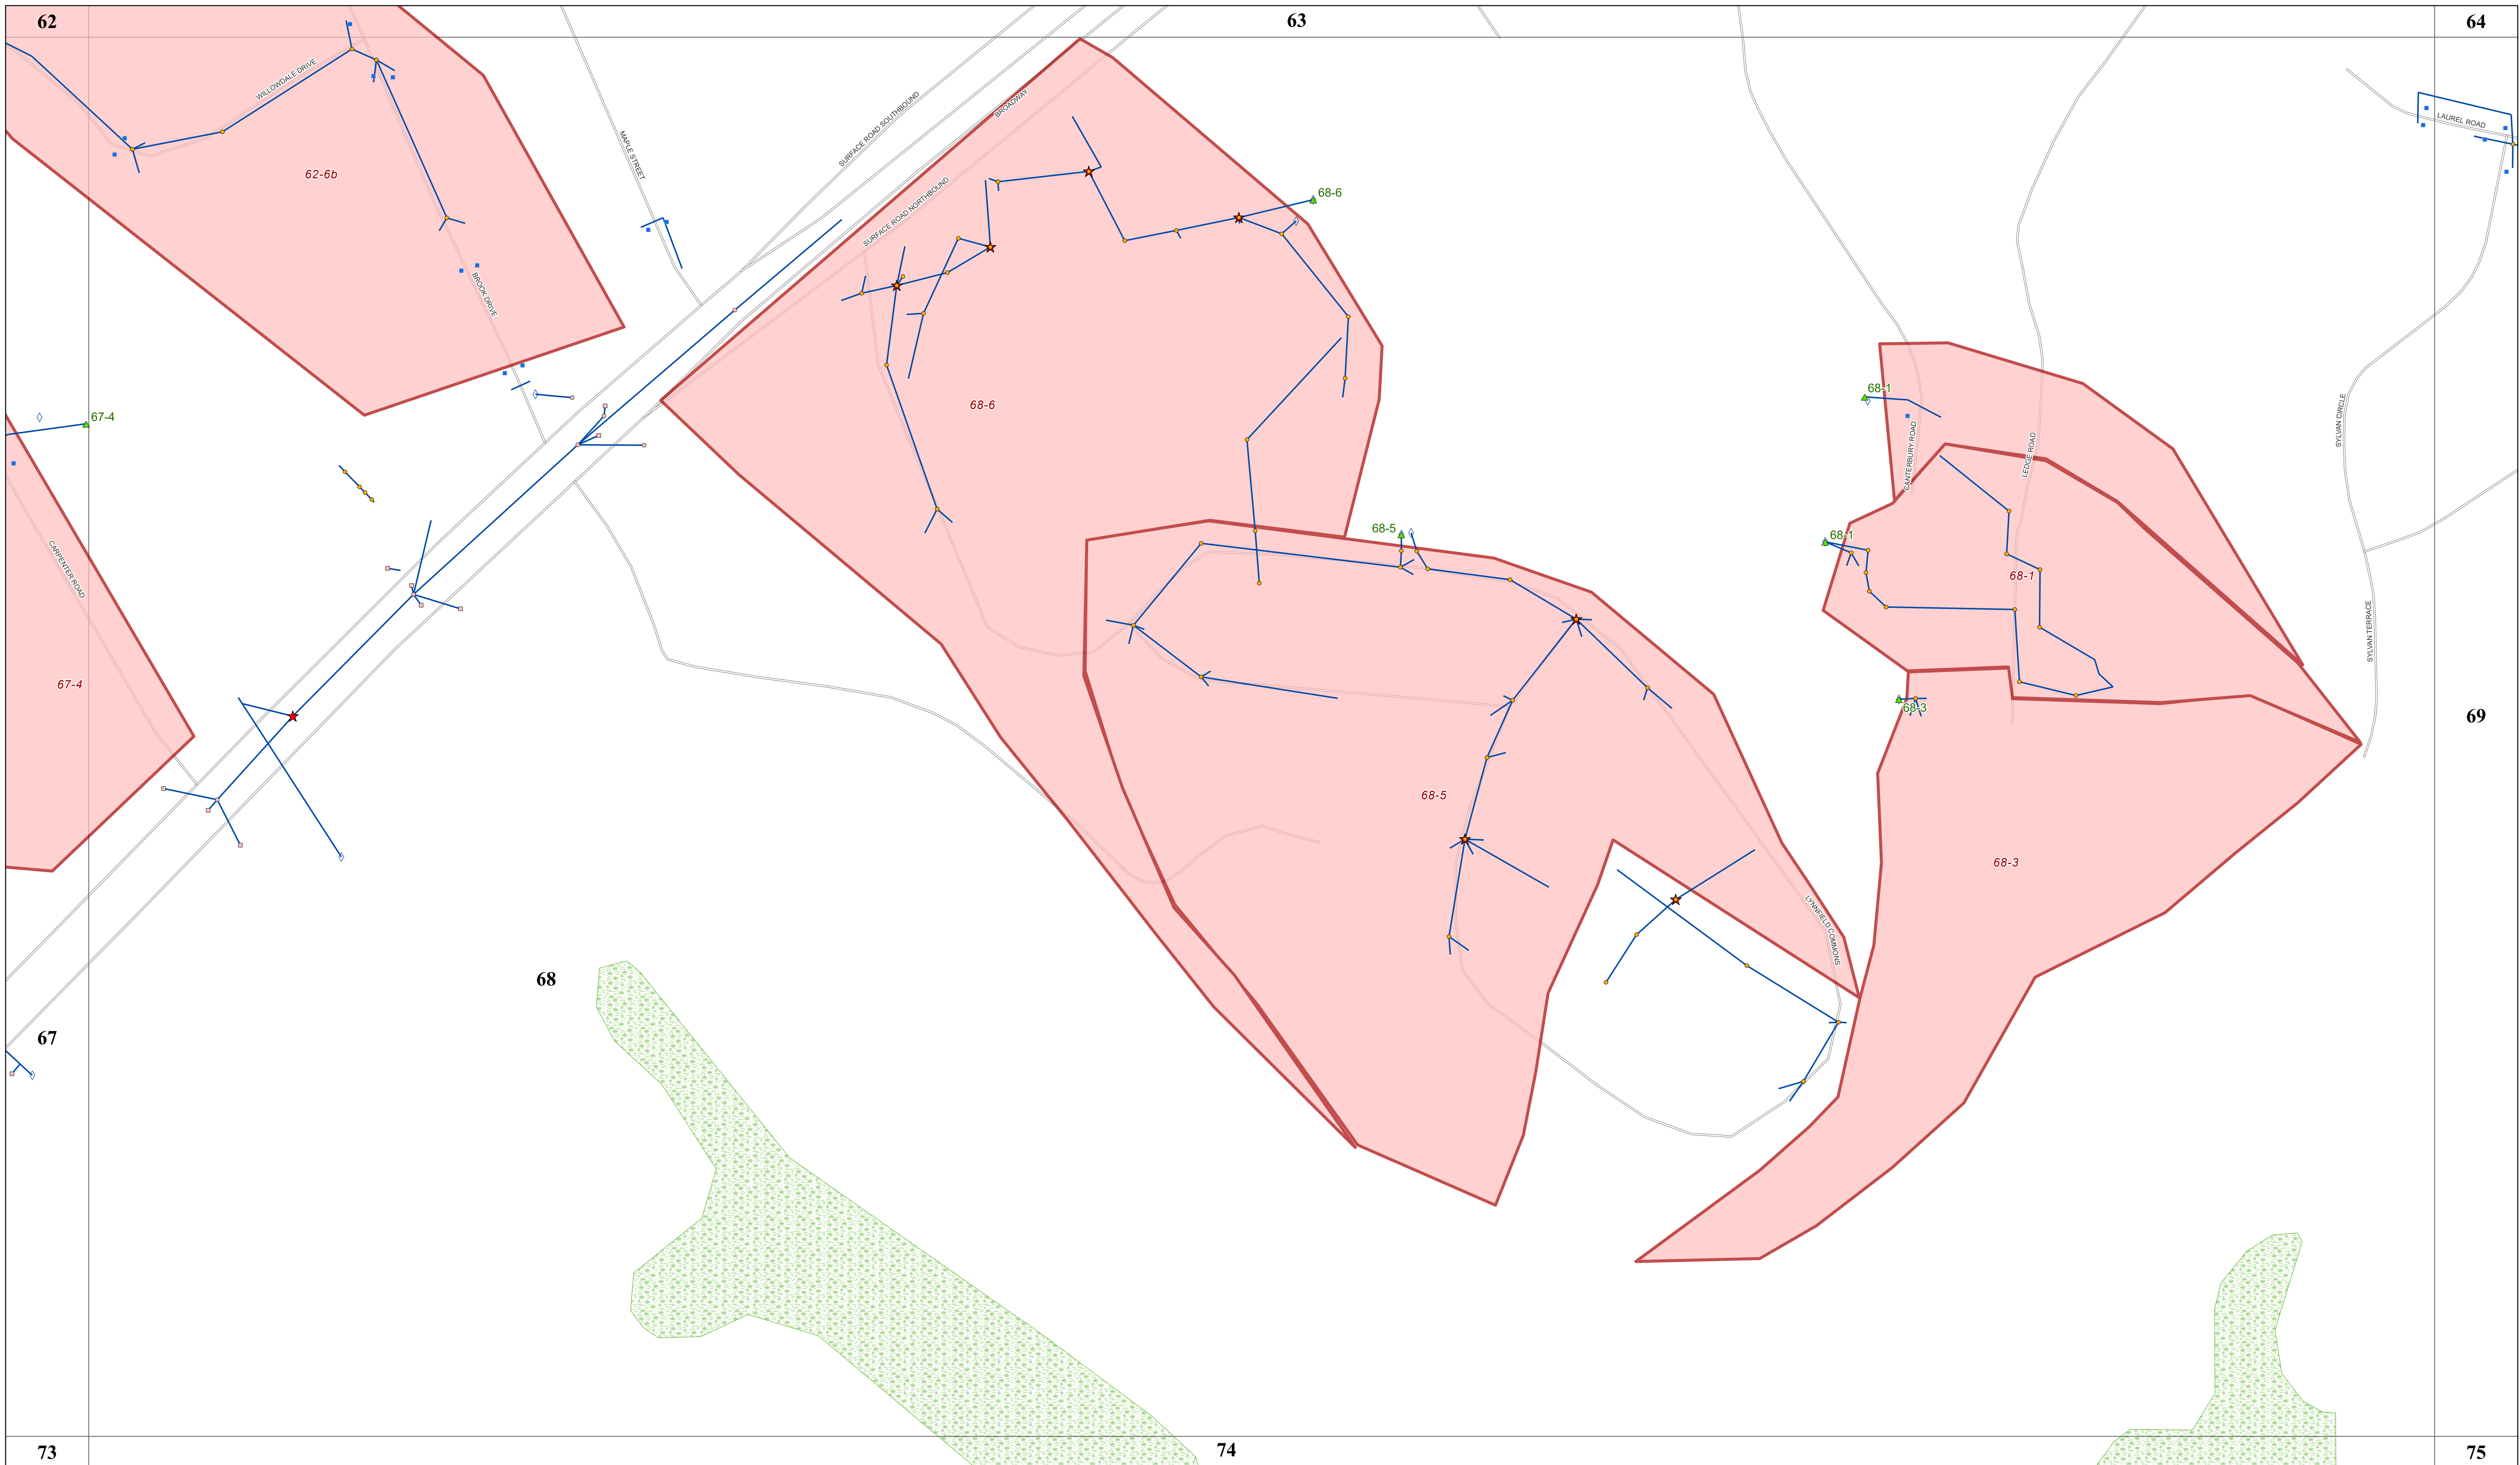 62
63
64
WILLOWDALE DRIVE
62-6b
MAPLE STREET
SURFACE ROAD SOUTHBOUND
BROADWAY
SURFACE ROAD NORTHBOUND
LAUREL ROAD
68-6
BROOK DRIVE
67-4
68-6
68-1
CANTERBURY ROAD
LEDGE ROAD
SYLVAN CIRCLE
CARPENTER ROAD
68-5
68-1
68-1
SYLVAN TERRACE
67-4
68-3
69
68-5
68-3
LYNNFIELD COMMONS
68
67
73
74
75